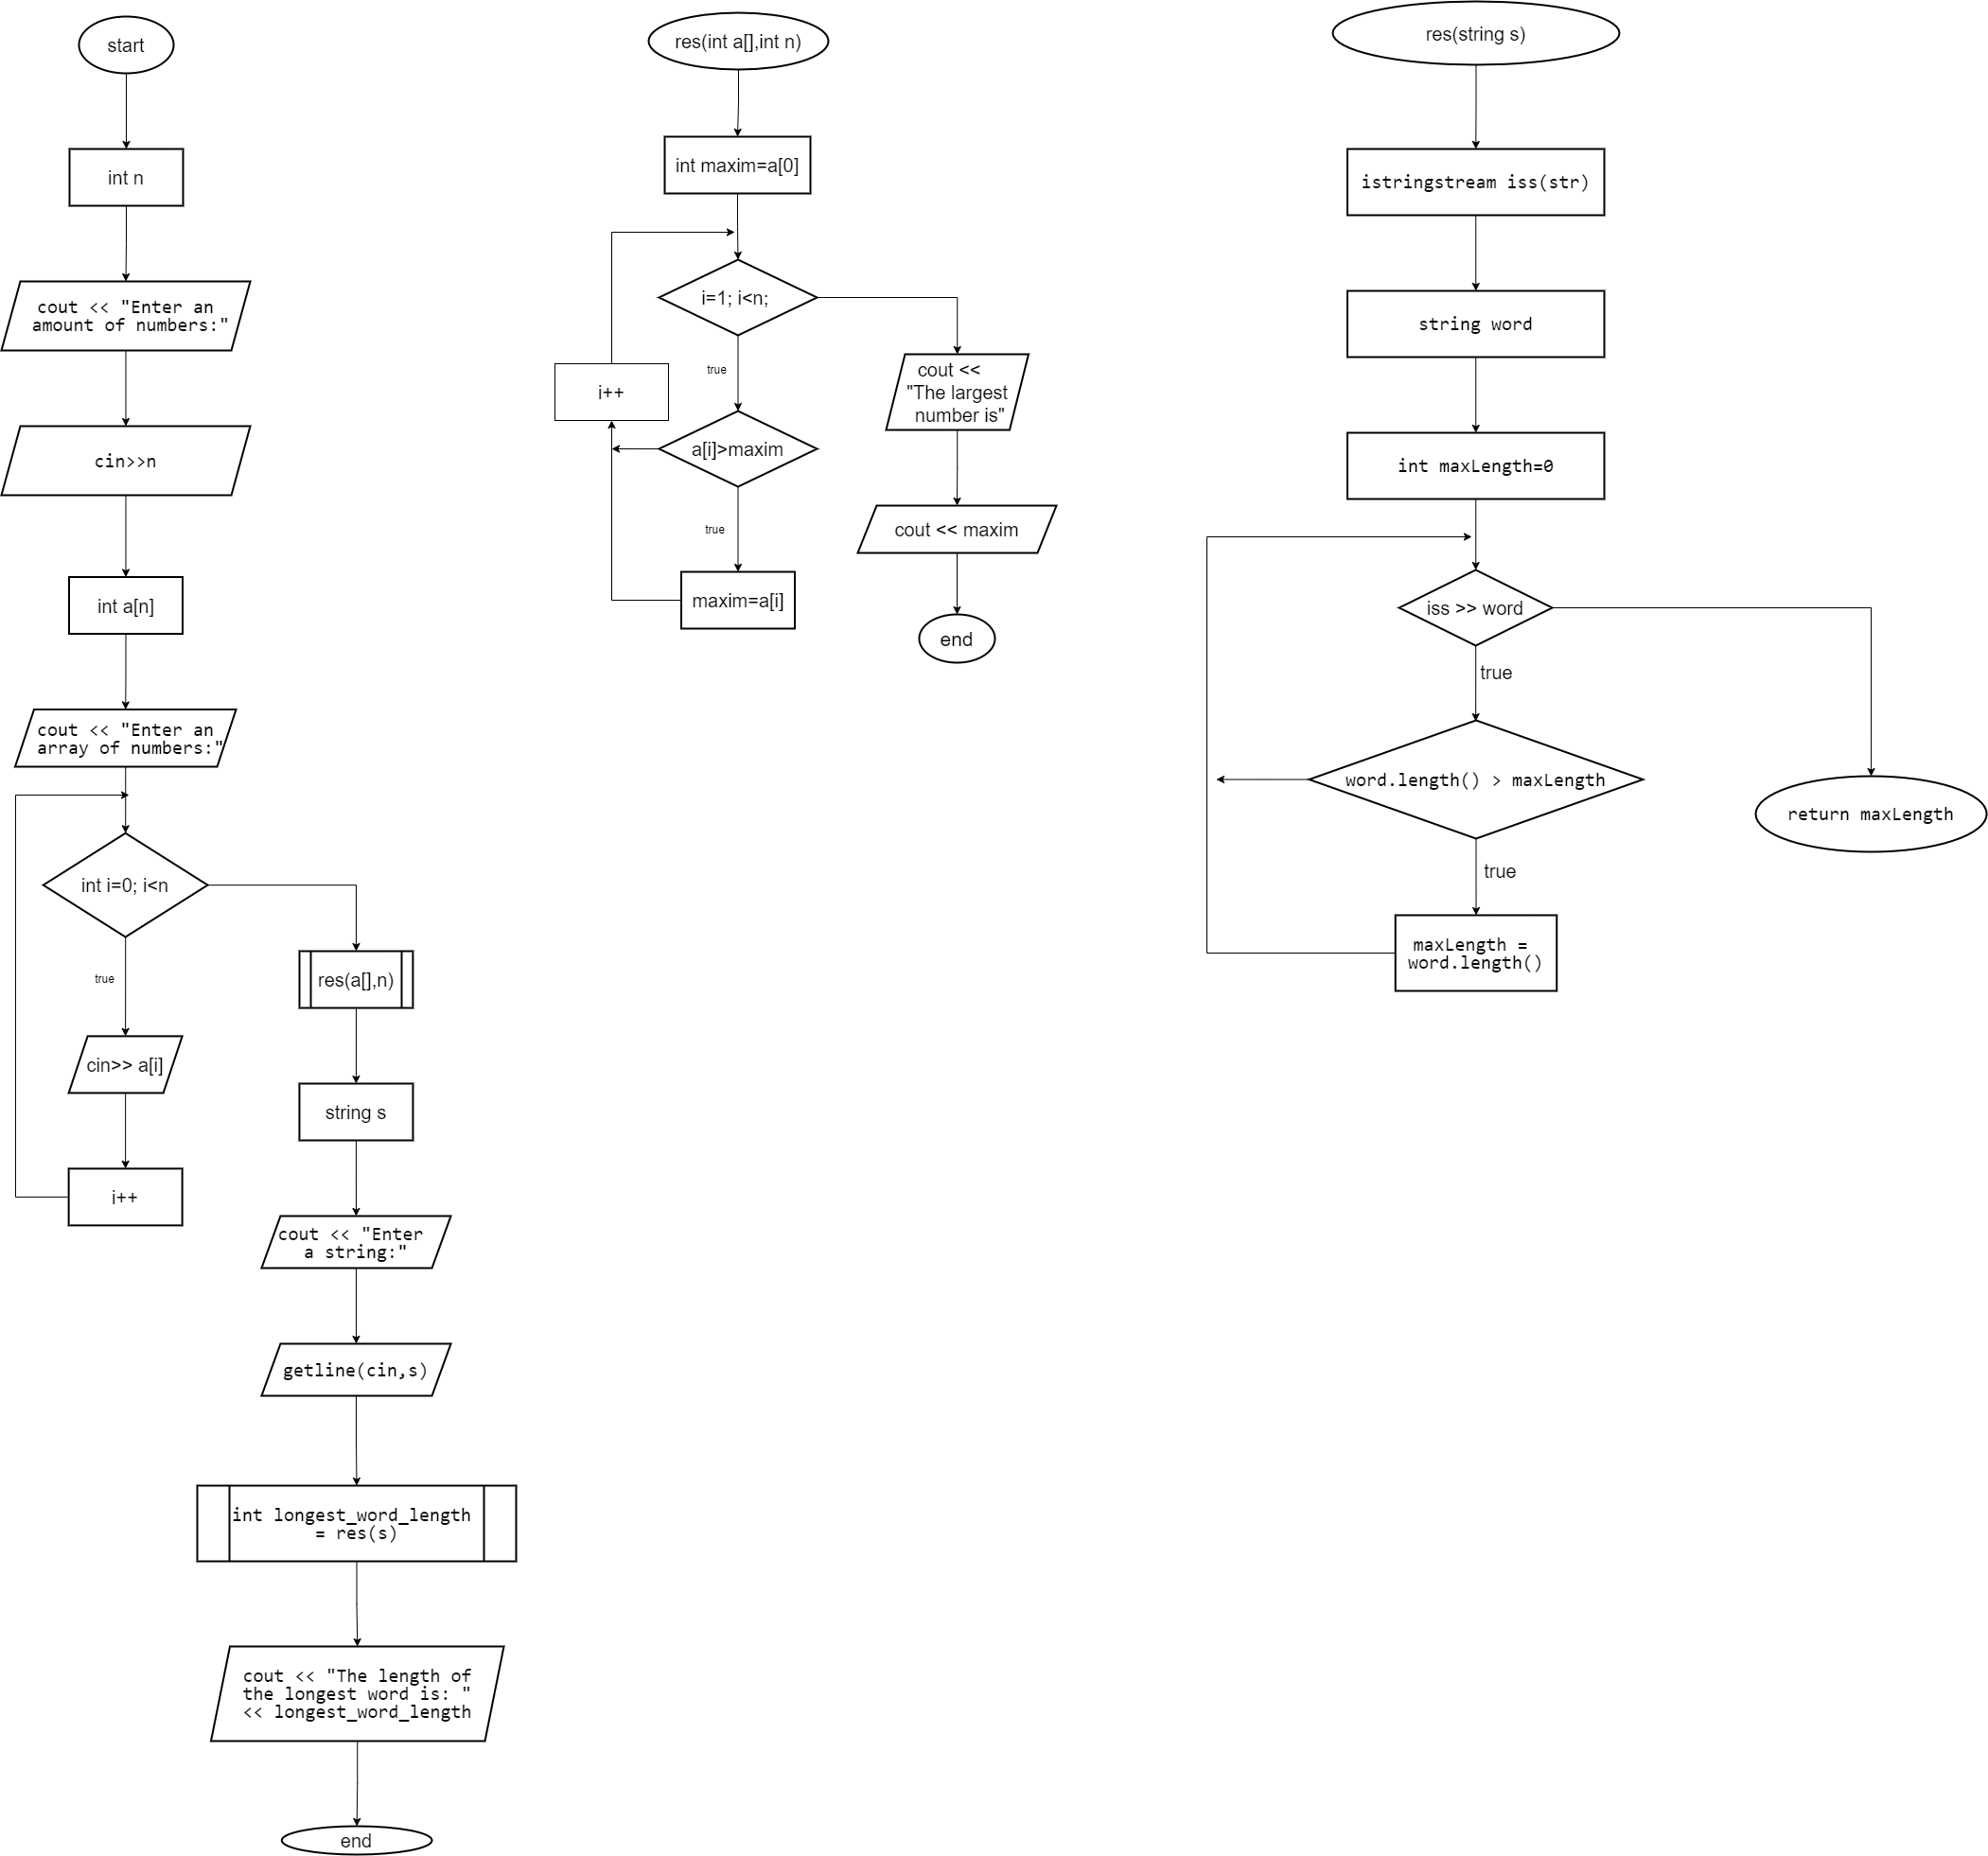 start
int n
cout << "Enter an
amount of numbers:"
cin>>n
int a[n]
cout << "Enter an
array of numbers:"
int i=0; i<n
true
cin>> a[i]
i++
res(a[],n)
string s
cout << "Enter
a string:"
getline(cin,s)
int longest_word_length
= res(s)
cout << "The length of
the longest word is: "
<< longest_word_length
end
res(int a[],int n)
int maxim=a[0]
i=1; i<n;
true
i++
a[i]>maxim
true
maxim=a[i]
cout <<
"The largest
number is"
cout << maxim
end
res(string s)
istringstream iss(str)
string word
int maxLength=0
iss >> word
true
word.length() > maxLength
true
maxLength =
word.length()
return maxLength